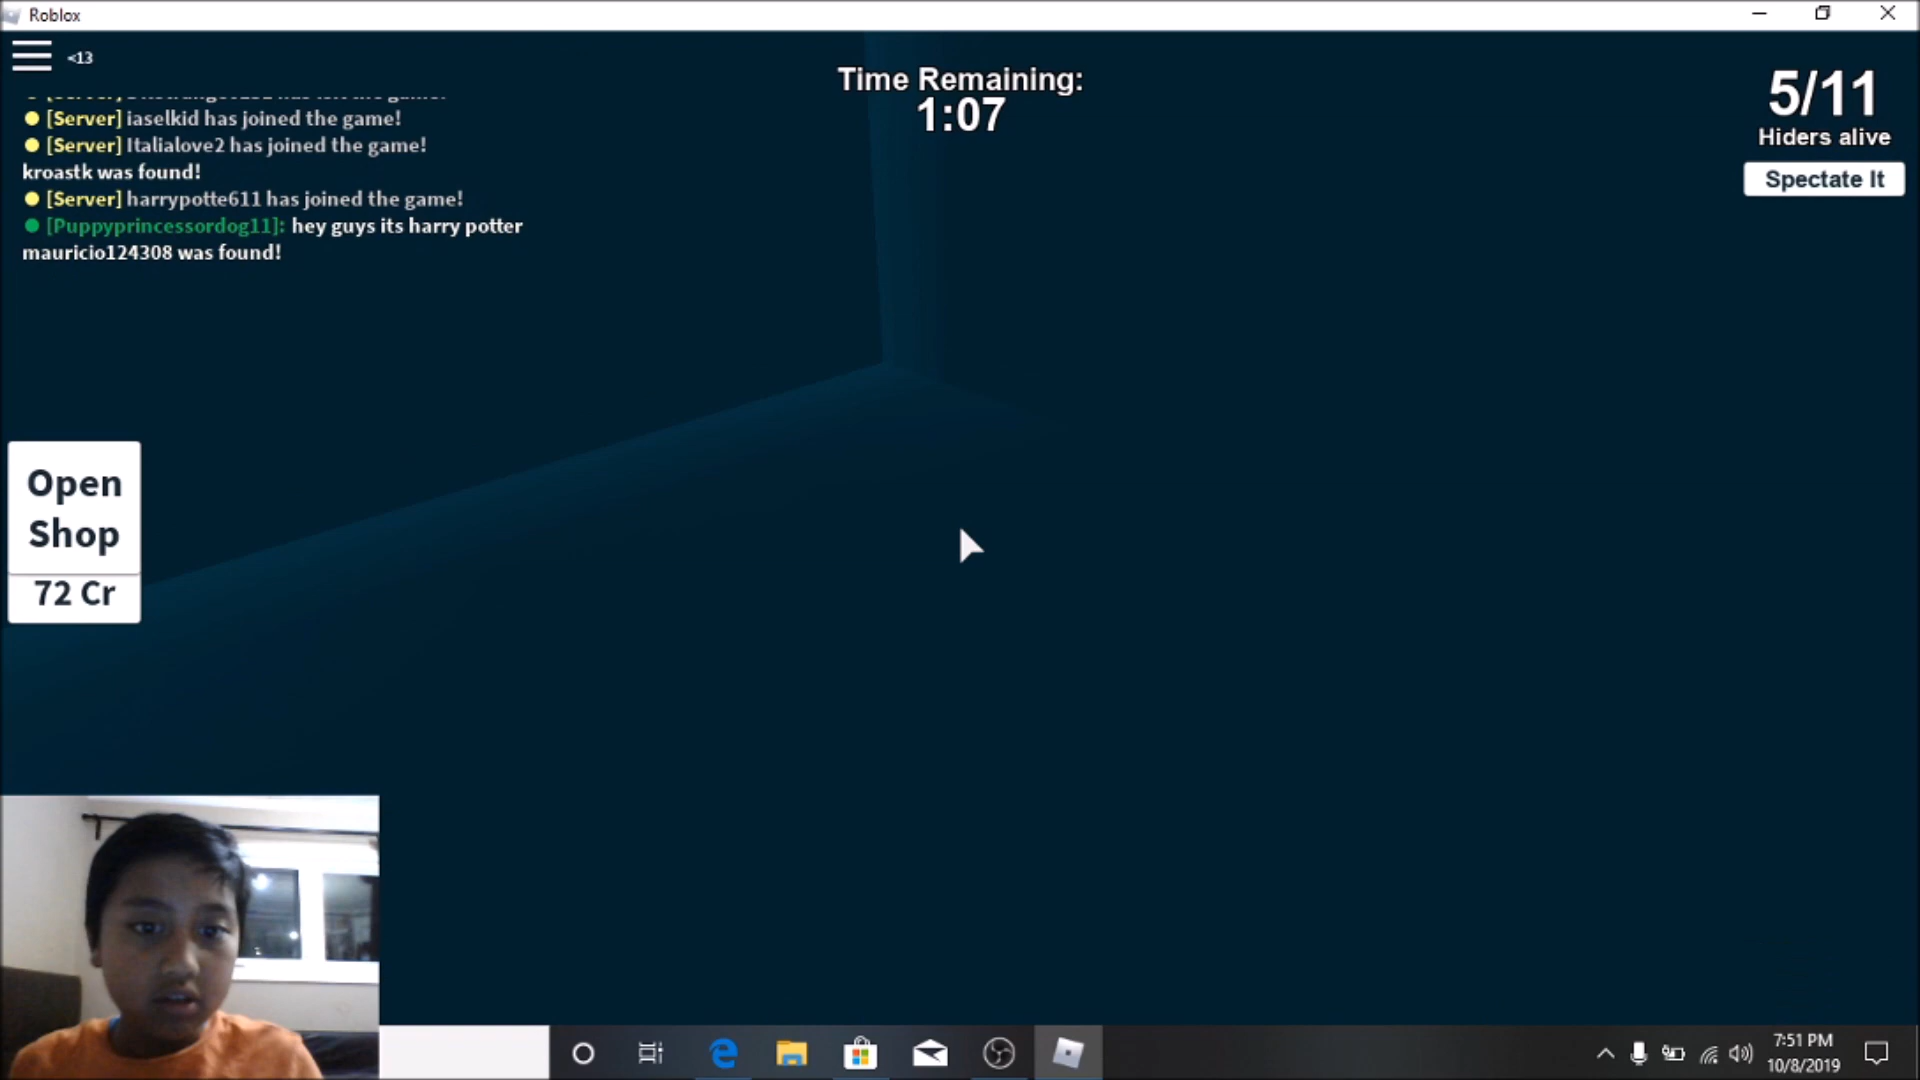 Roblox
<13
Time Remaining:
1:07
5/11
Hiders alive
Spectate It
[Server] iaselkid has joined the game!
[Server] Italialove2 has joined the game!
kroastk was found!
[Server] harrypotte611 has joined the game!
[Puppyprincessordog11]: hey guys its harry potter
mauricio124308 was found!
Open
Shop
72 Cr
7:51 PM
10/8/2019